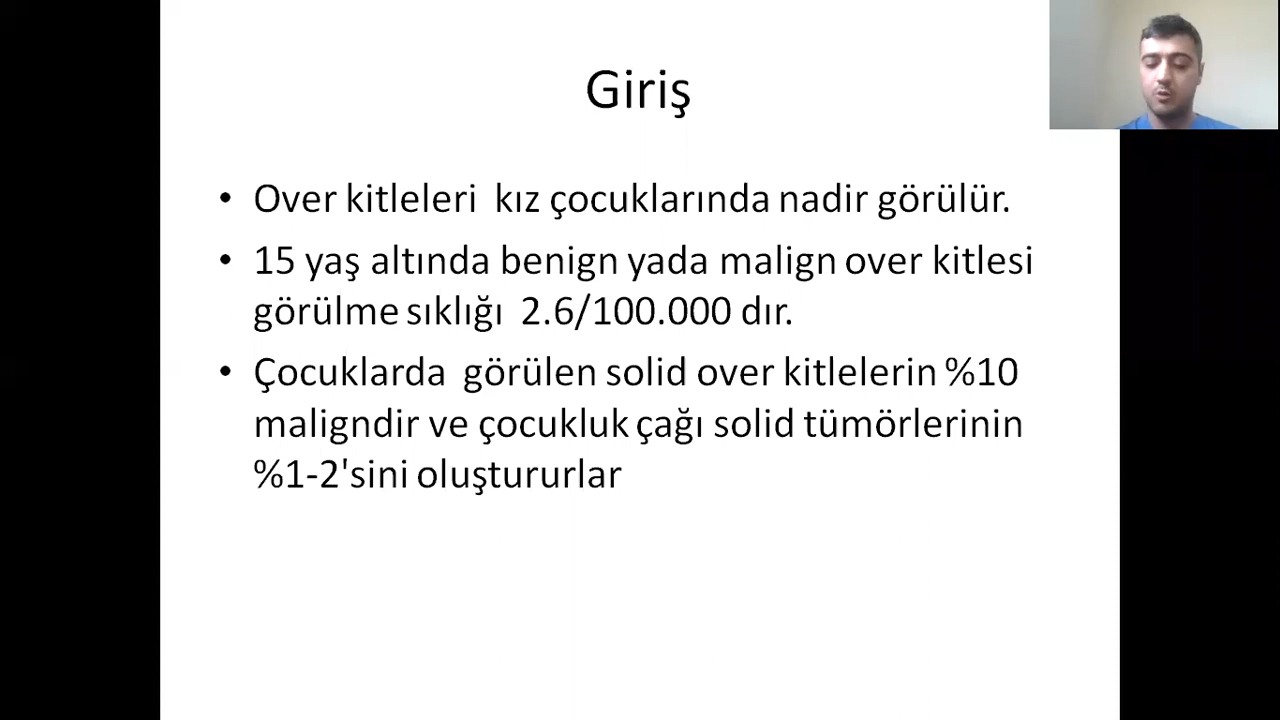 Giriş
• Over kitleleri kız çocuklarında nadir görülür.
• 15 yaş altında benign yada malign over kitlesi
görülme sıklığı 2.6/100.000 dır.
• Çocuklarda görülen solid over kitlelerin %10
maligndir ve çocukluk çağı solid tümörlerinin
%1-2'sini oluştururlar